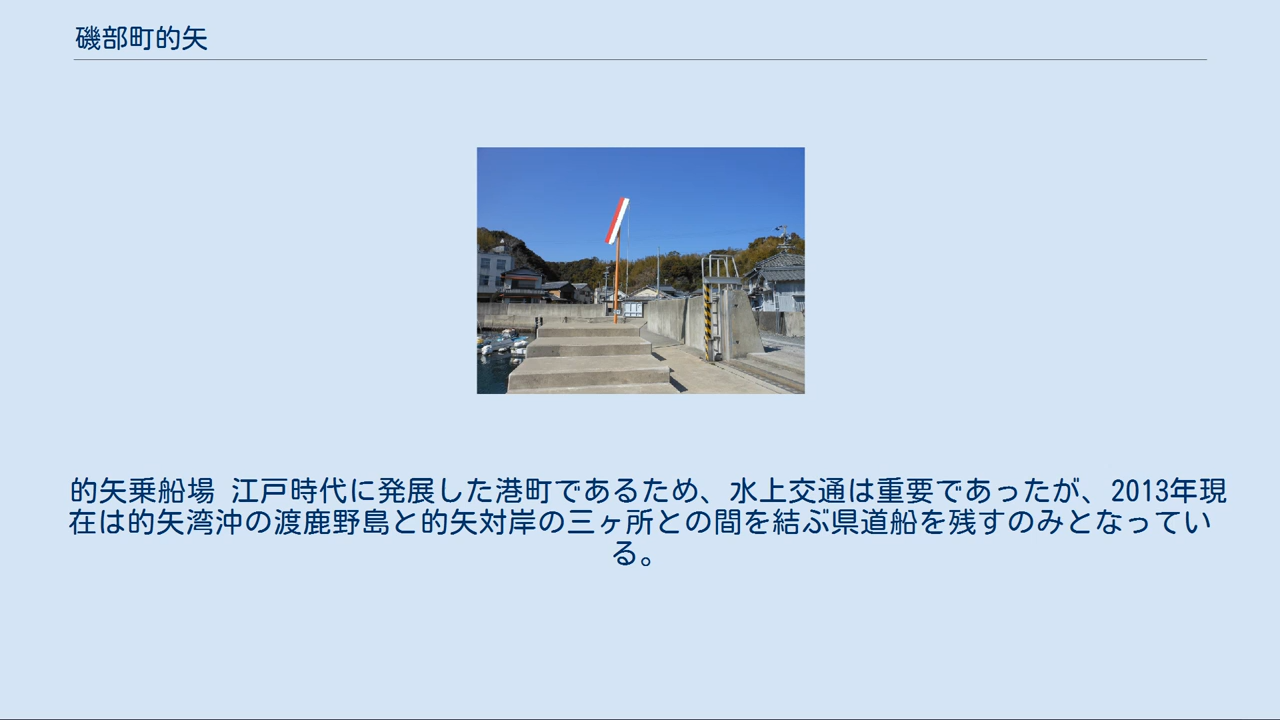 磯部町的矢
的矢乗船場 江戸時代に発展した港町であるため、水上交通は重要であったが、2013年現
在は的矢湾沖の渡鹿野島と的矢対岸の三ヶ所との間を結ぶ県道船を残すのみとなってい
る。